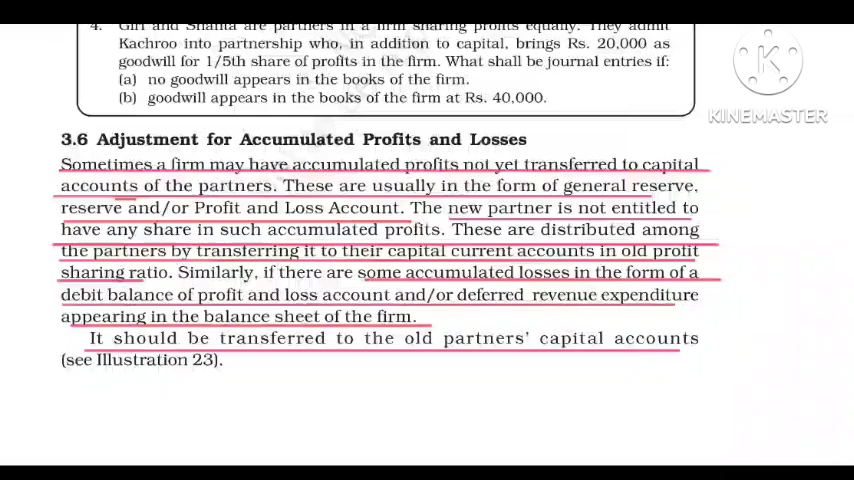 4. Giri and Shanta are partners in a firm sharing profits equally. They admit
Kachroo into partnership who, in addition to capital, brings Rs. 20,000 as
goodwill for 1/5th share of profits in the firm. What shall be journal entries if:
(a) no goodwill appears in the books of the firm.
(b) goodwill appears in the books of the firm at Rs. 40,000.
K
KINEMASTER
3.6 Adjustment for Accumulated Profits and Losses
Sometimes a firm may have accumulated profits not yet transferred to capital
accounts of the partners. These are usually in the form of general reserve,
reserve and/or Profit and Loss Account. The new partner is not entitled to
have any share in such accumulated profits. These are distributed among
the partners by transferring it to their capital current accounts in old profit
sharing ratio. Similarly, if there are some accumulated losses in the form of a
debit balance of profit and loss account and/or deferred revenue expenditure
appearing in the balance sheet of the firm.
It should be transferred to the old partners' capital accounts
(see Illustration 23).